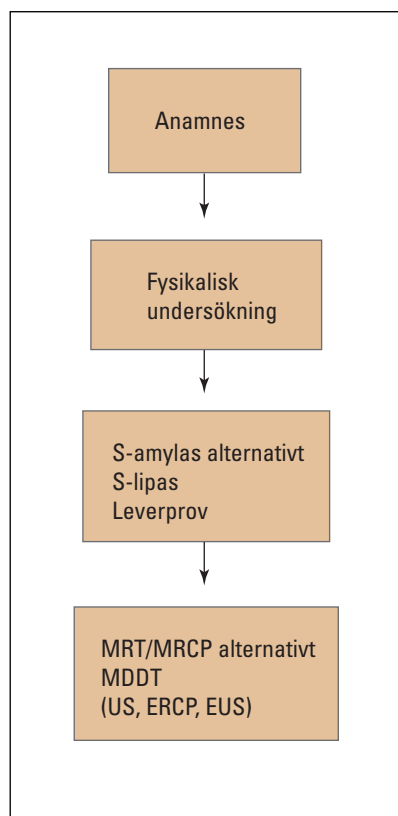 Anamnes
Fysikalisk
undersökning
S-amylas alternativt
S-lipas
Leverprov
MRT/MRCP alternativt
MDDT
(US, ERCP, EUS)